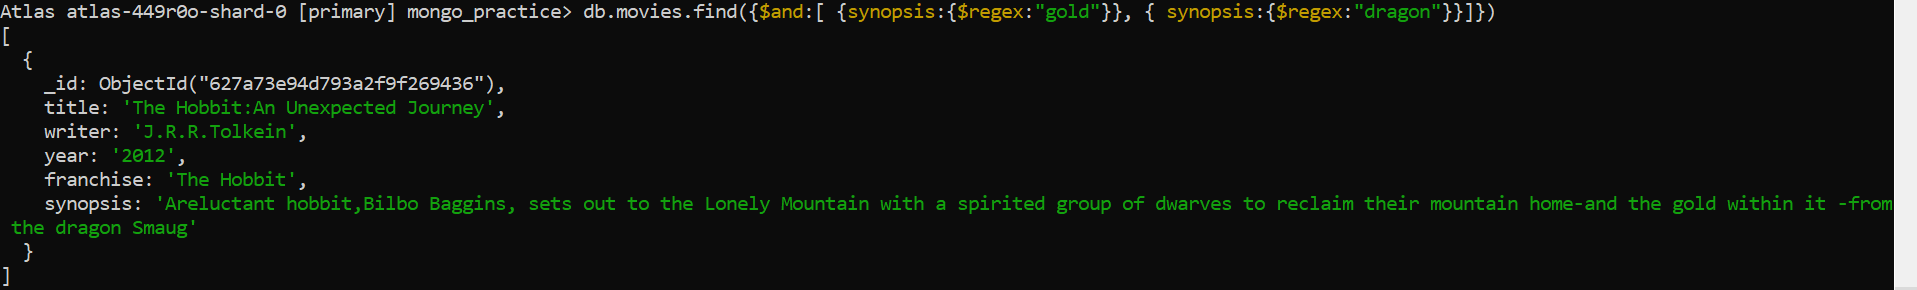 Atlas atlas-449r0o-shard-0 [primary] mongo_practice> db.movies.find({$and:[ {synopsis:{$regex:"gold"}}, { synopsis:{$regex:"dragon"}}]})
[
  {
    _id: ObjectId("627a73e94d793a2f9f269436"),
    title: 'The Hobbit:An Unexpected Journey',
    writer: 'J.R.R.Tolkein',
    year: '2012',
    franchise: 'The Hobbit',
    synopsis: 'Areluctant hobbit,Bilbo Baggins, sets out to the Lonely Mountain with a spirited group of dwarves to reclaim their mountain home-and the gold within it -from
 the dragon Smaug'
  }
]